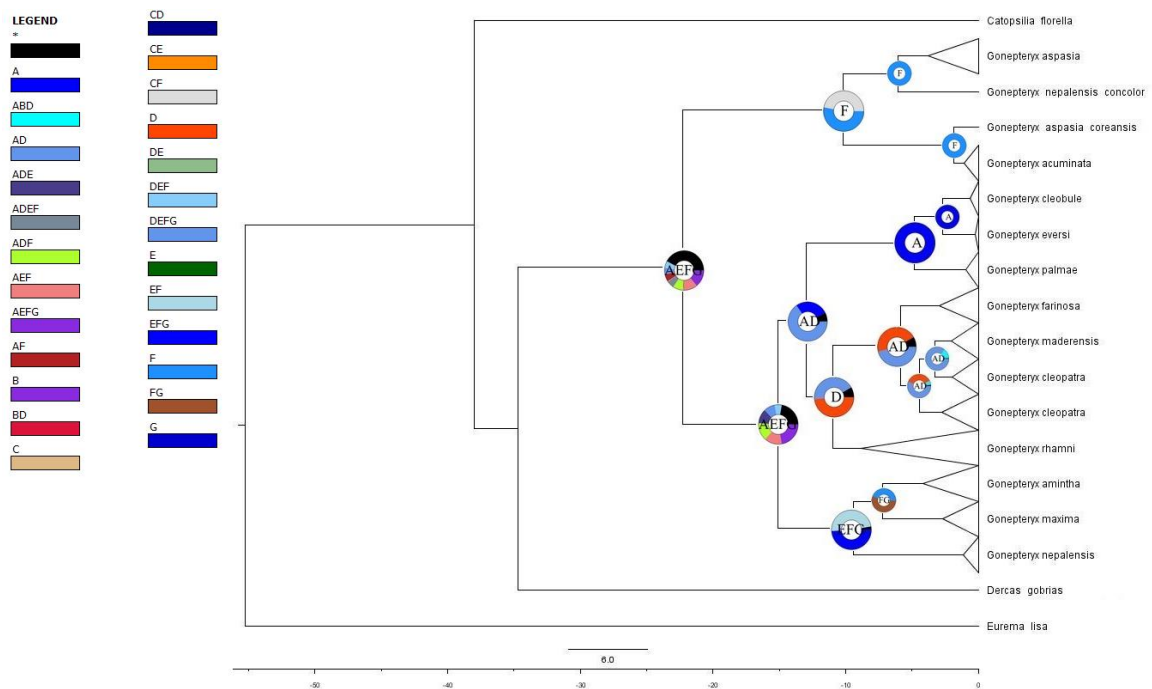 LEGEND
*
A
ABD
AD
ADE
ADEF
ADF
AEF
AEFG
AF
B
BD
C
CD
CE
CF
D
DE
DEF
DEFG
E
EF
EFG
F
FG
G
Catopsilia florella
Gonepteryx aspasia
Gonepteryx nepalensis concolor
Gonepteryx aspasia coreansis
Gonepteryx acuminata
Gonepteryx cleobule
Gonepteryx eversi
Gonepteryx palmae
Gonepteryx farinosa
Gonepteryx maderensis
Gonepteryx cleopatra
Gonepteryx cleopatra
Gonepteryx rhamni
Gonepteryx amintha
Gonepteryx maxima
Gonepteryx nepalensis
Dercas gobrias
Eurema lisa
F
F
F
A
A
AEFG
AD
AD
AD
AD
D
AEFG
FG
EFG
6.0
-50 -40 -30 -20 -10 0